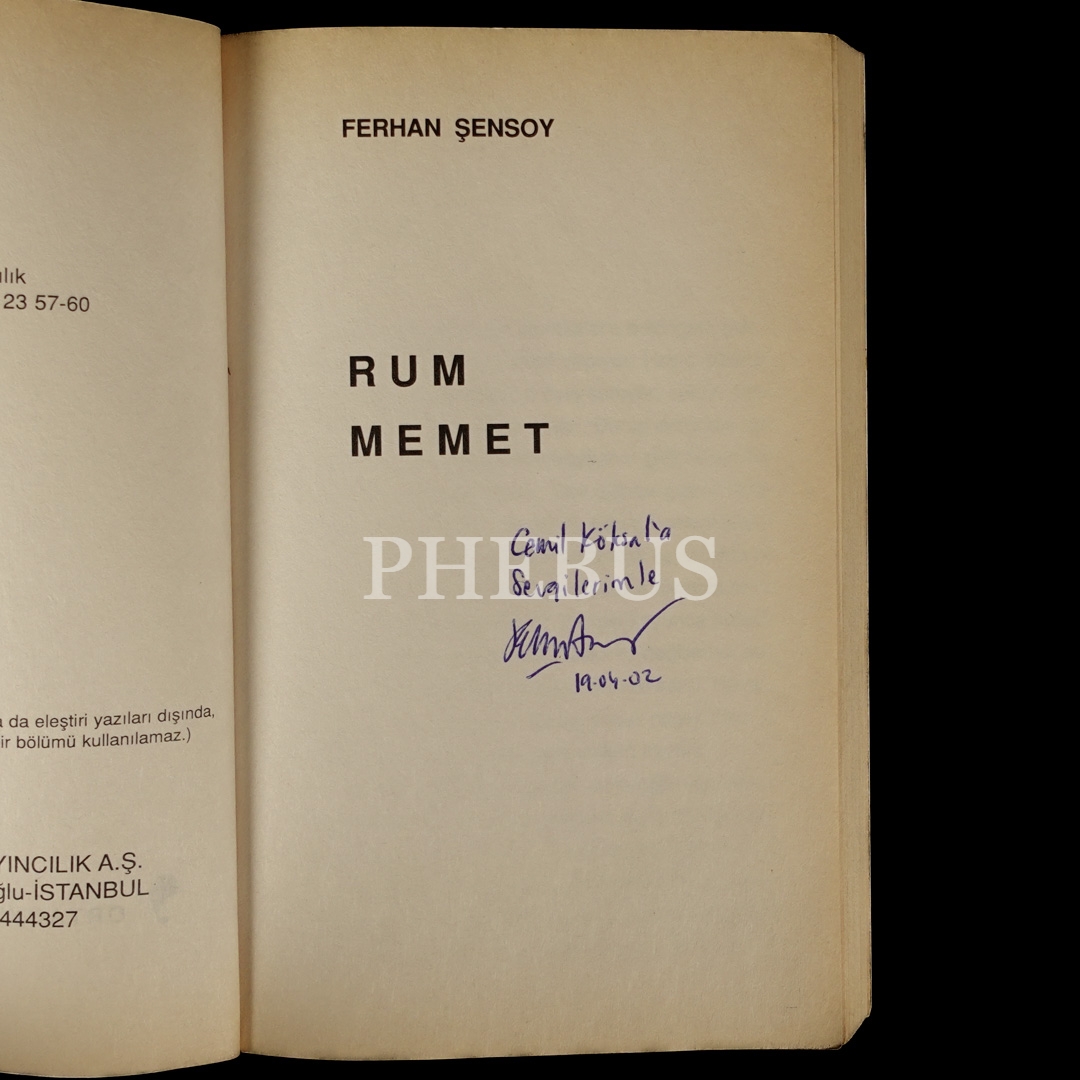 ılık
23 57-60
a da eleştiri yazıları dışında,
ir bölümü kullanılamaz.)
YINCILIK A.Ş.
ğlu-İSTANBUL
444327
FERHAN ŞENSOY
RUM
MEMET
Cemil Köksal'a
Sevgilerimle
19-04-02
PHEBUS